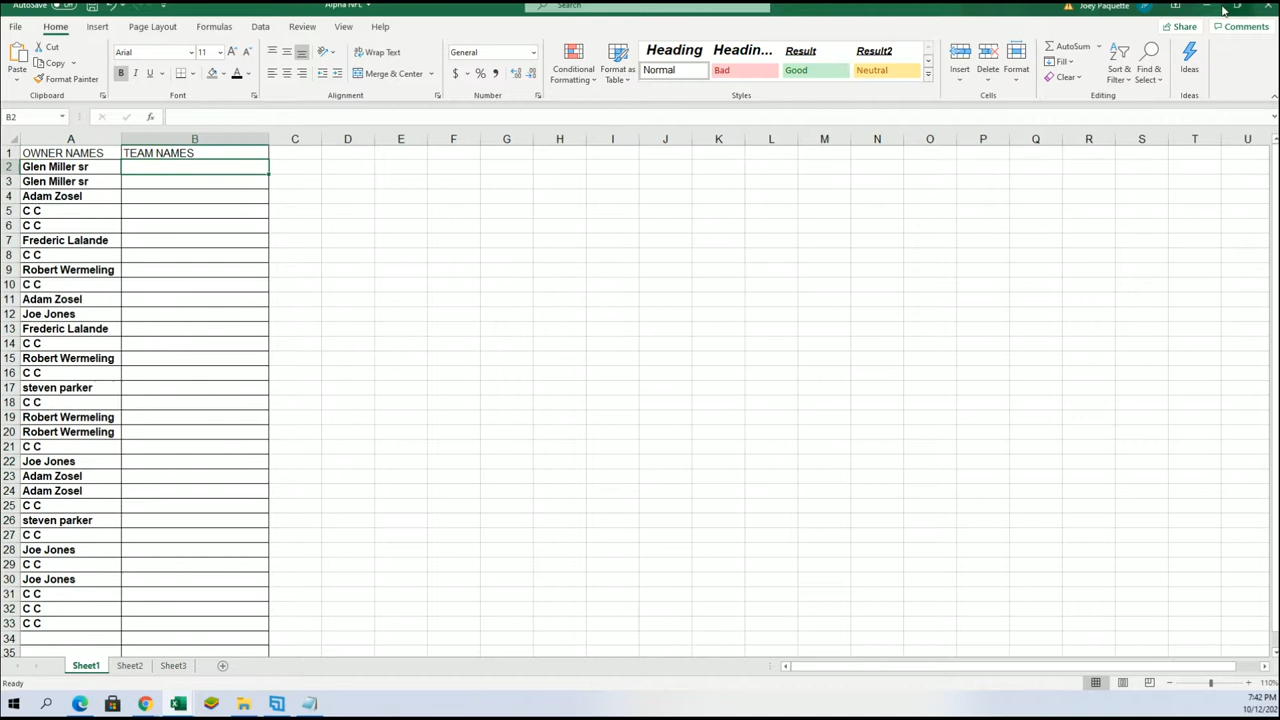 AutoSave Off Alpha NFL Search Joey Paquette
File Home Insert Page Layout Formulas Data Review View Help Share Comments
Paste Cut Copy Format Painter Clipboard
Arial 11 B I U A Font
Wrap Text Merge & Center Alignment
General $ % Number
Conditional Formatting Format as Table
Heading Headin... Result Result2
Normal Bad Good Neutral
Styles
Insert Delete Format Cells
AutoSum Fill Clear Sort & Filter Find & Select Editing
Ideas Ideas
B2 fx
A B C D E F G H I J K L M N O P Q R S T U
1 OWNER NAMES TEAM NAMES
2 Glen Miller sr
3 Glen Miller sr
4 Adam Zosel
5 C C
6 C C
7 Frederic Lalande
8 C C
9 Robert Wermeling
10 C C
11 Adam Zosel
12 Joe Jones
13 Frederic Lalande
14 C C
15 Robert Wermeling
16 C C
17 steven parker
18 C C
19 Robert Wermeling
20 Robert Wermeling
21 C C
22 Joe Jones
23 Adam Zosel
24 Adam Zosel
25 C C
26 steven parker
27 C C
28 Joe Jones
29 C C
30 Joe Jones
31 C C
32 C C
33 C C
34
35
Sheet1 Sheet2 Sheet3
Ready 110%
7:42 PM
10/12/202